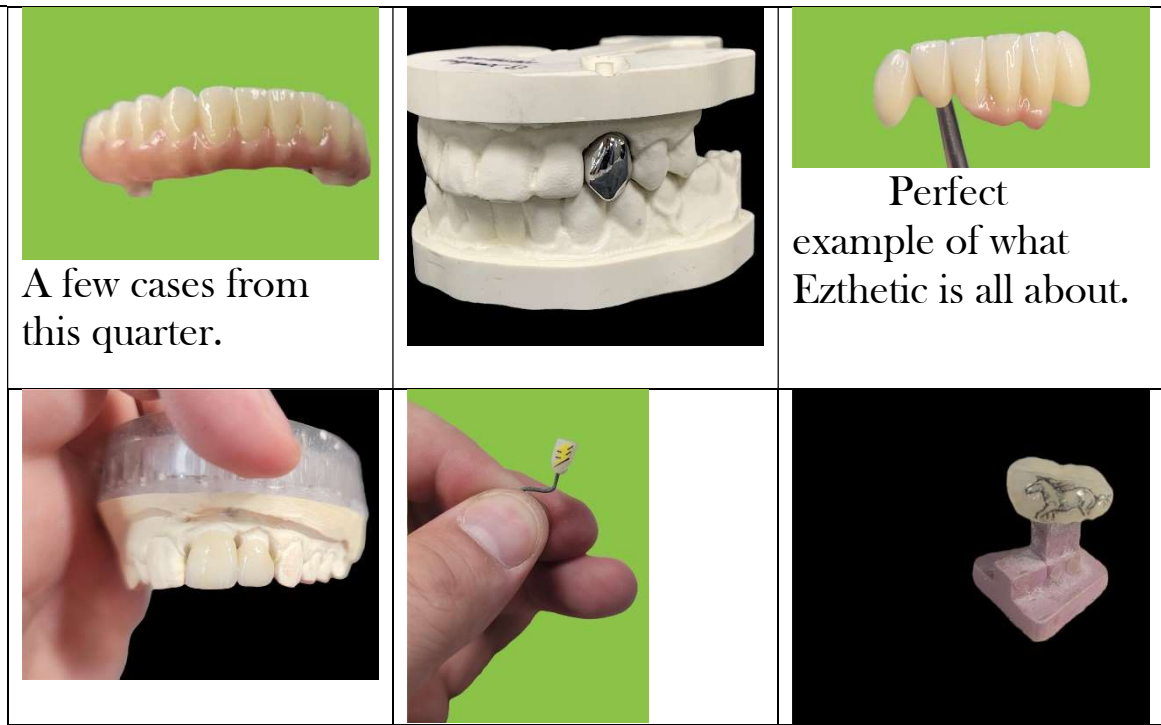 A few cases from
this quarter.
Perfect
example of what
Ezthetic is all about.